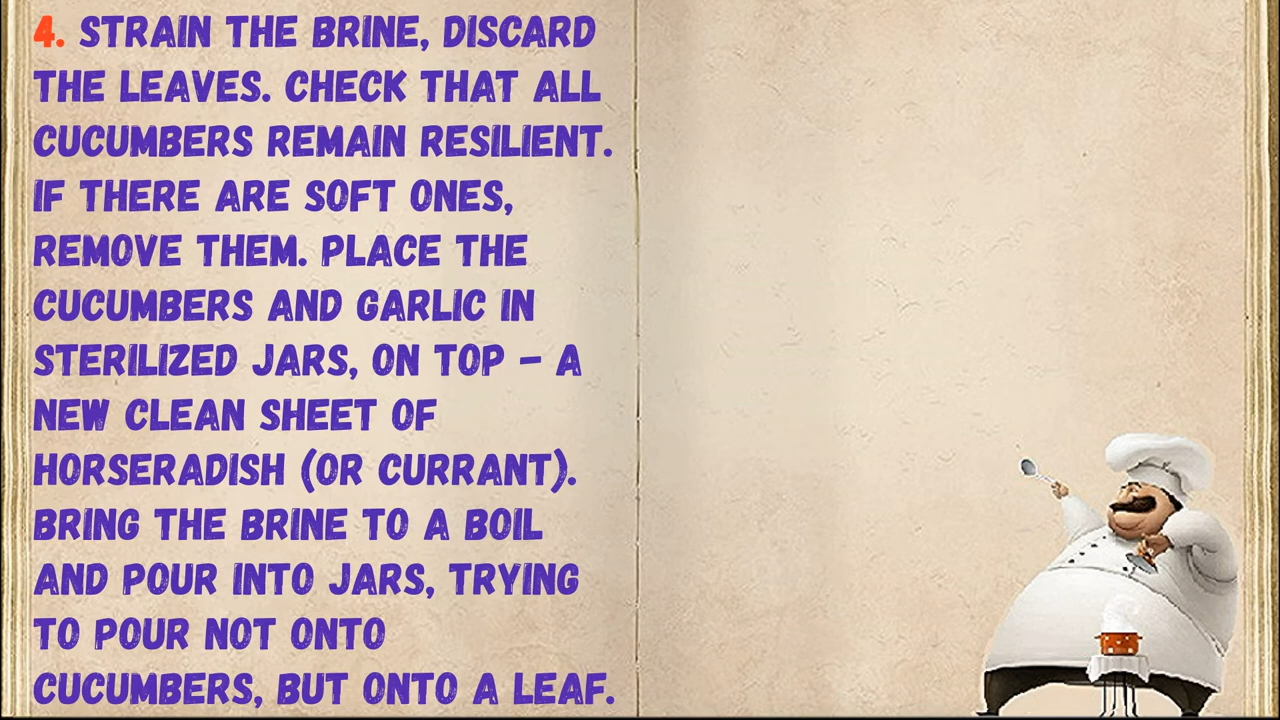 4. STRAIN THE BRINE, DISCARD
THE LEAVES. CHECK THAT ALL
CUCUMBERS REMAIN RESILIENT.
IF THERE ARE SOFT ONES,
REMOVE THEM. PLACE THE
CUCUMBERS AND GARLIC IN
STERILIZED JARS, ON TOP – A
NEW CLEAN SHEET OF
HORSERADISH (OR CURRANT).
BRING THE BRINE TO A BOIL
AND POUR INTO JARS, TRYING
TO POUR NOT ONTO
CUCUMBERS, BUT ONTO A LEAF.